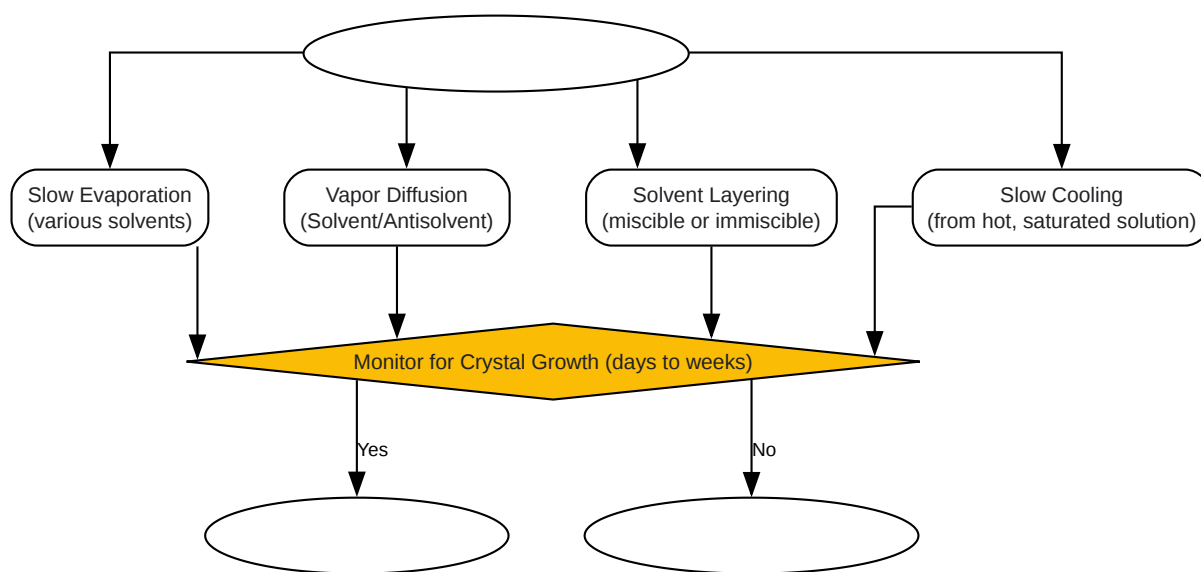 Slow Evaporation
(various solvents)
Vapor Diffusion
(Solvent/Antisolvent)
Solvent Layering
(miscible or immiscible)
Slow Cooling
(from hot, saturated solution)
Monitor for Crystal Growth (days to weeks)
Yes
No